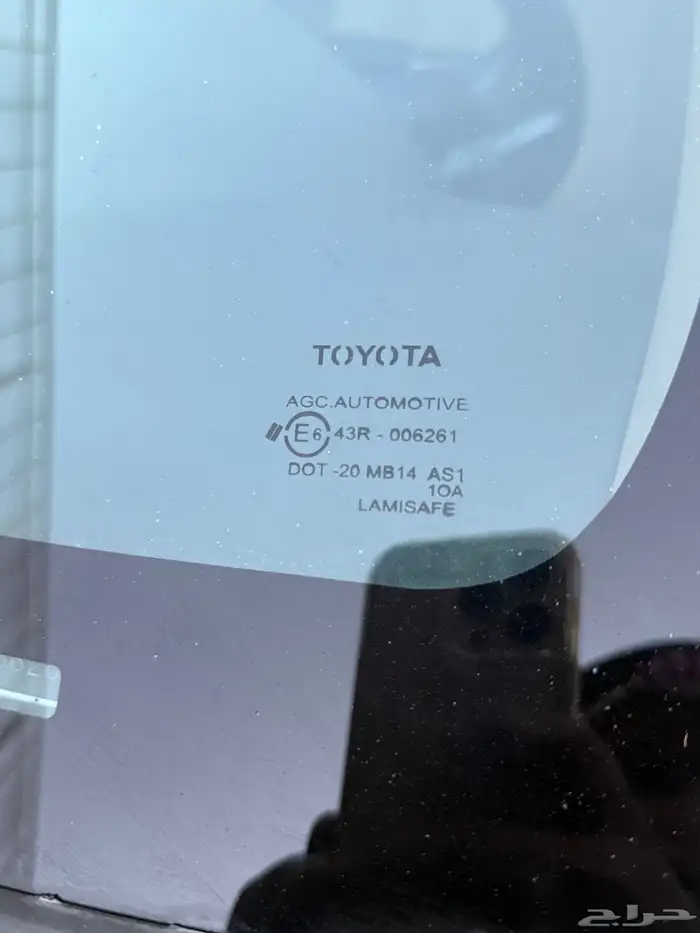 TOYOTA
AGC.AUTOMOTIVE
E6 43R - 006261
DOT -20 MB14 AS1
10A
LAMISAFE
حراج